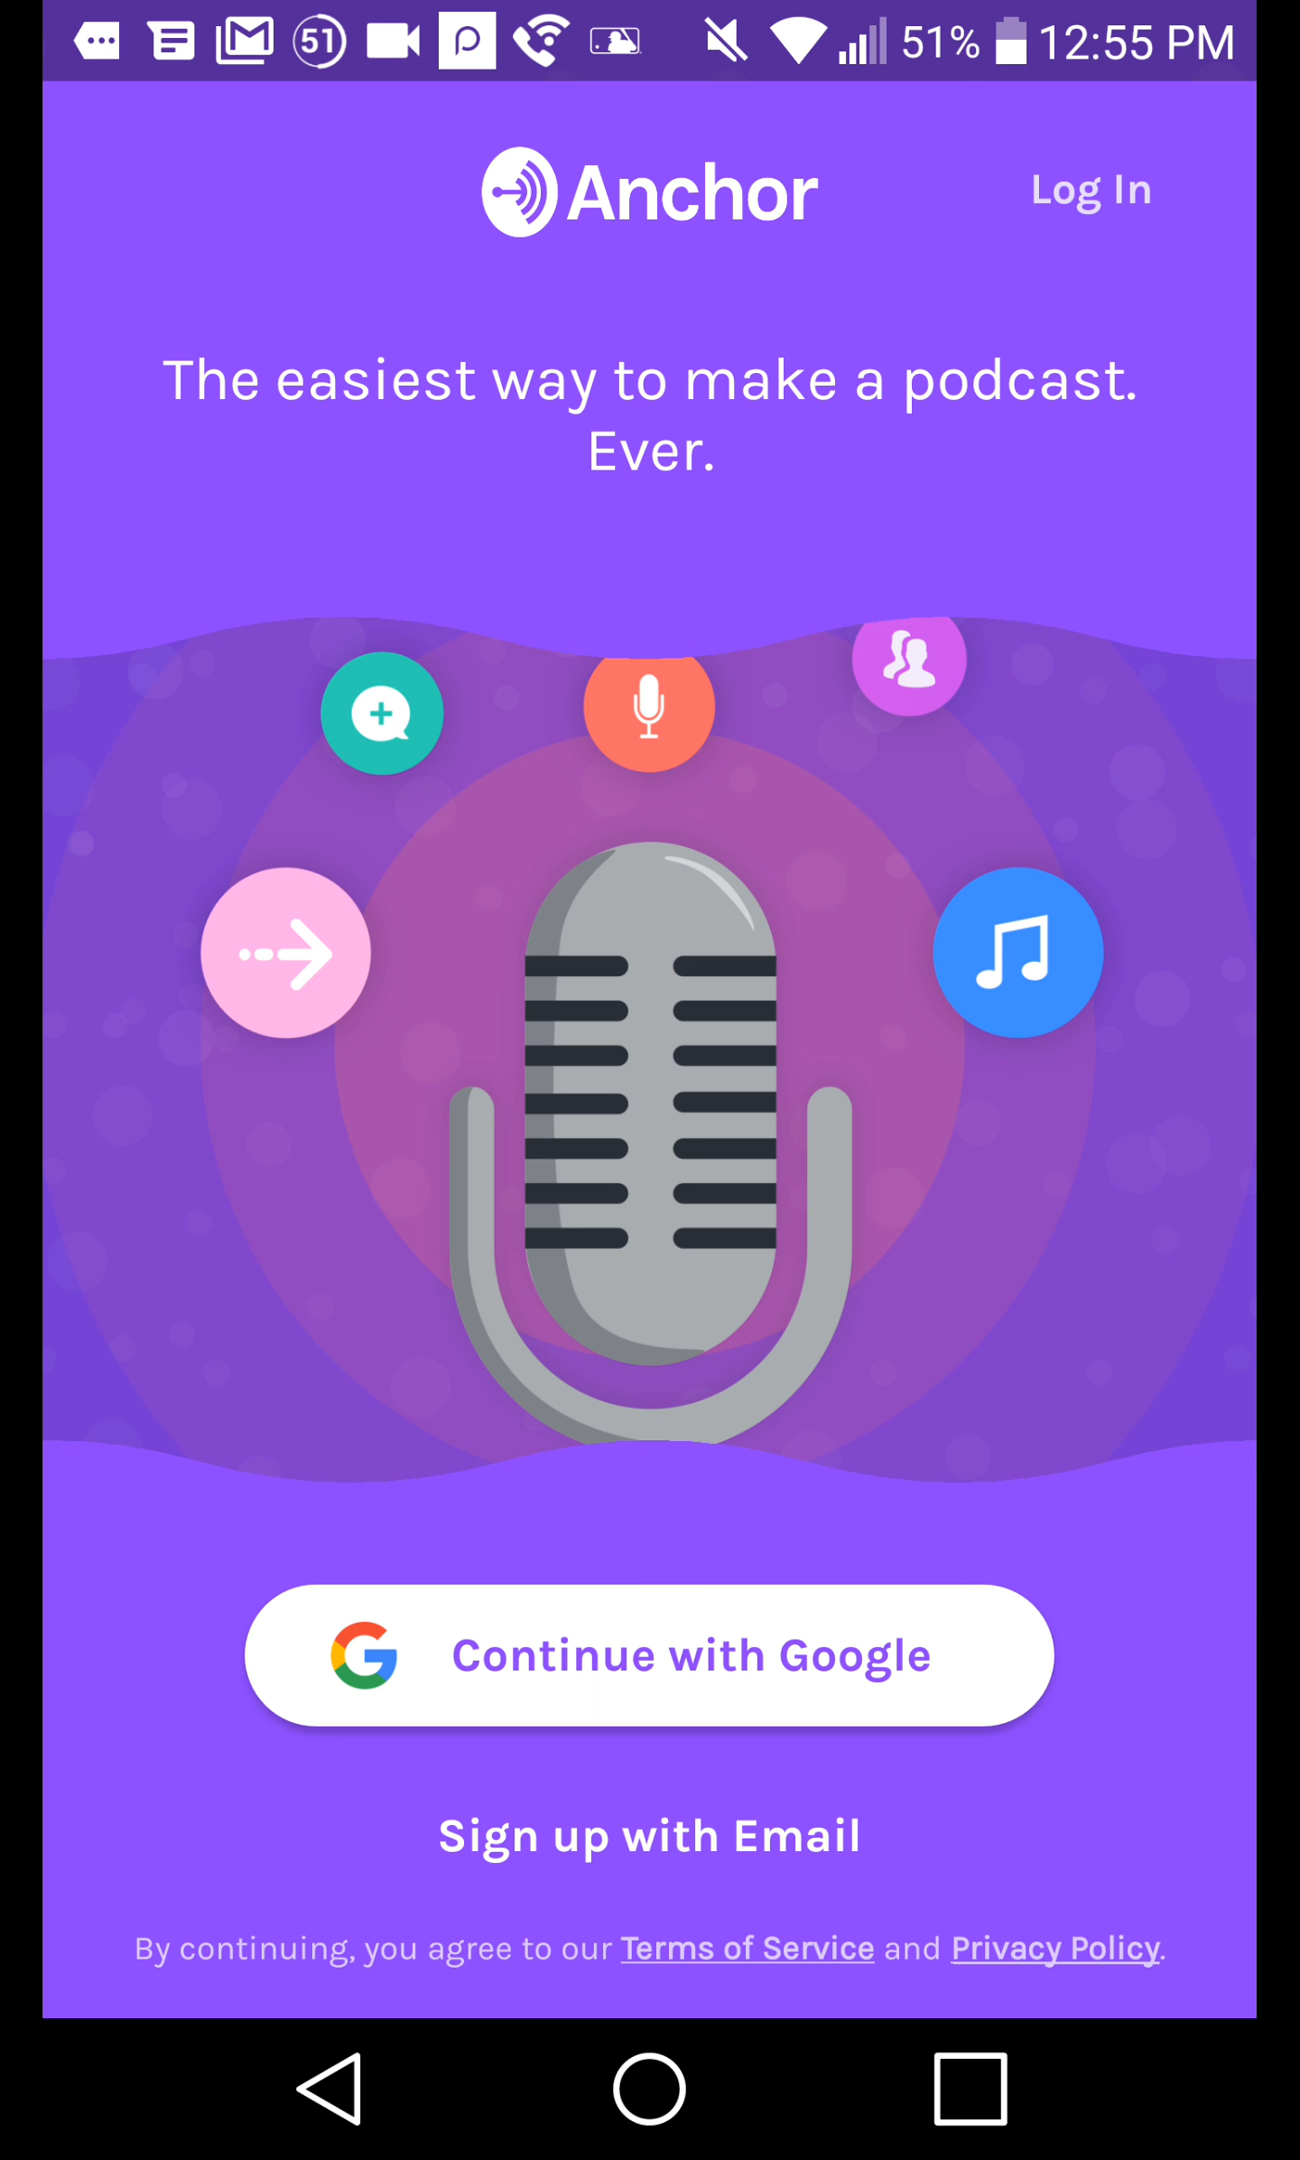 51 51% 12:55 PM
Anchor
Log In
The easiest way to make a podcast.
Ever.
Continue with Google
Sign up with Email
By continuing, you agree to our Terms of Service and Privacy Policy.